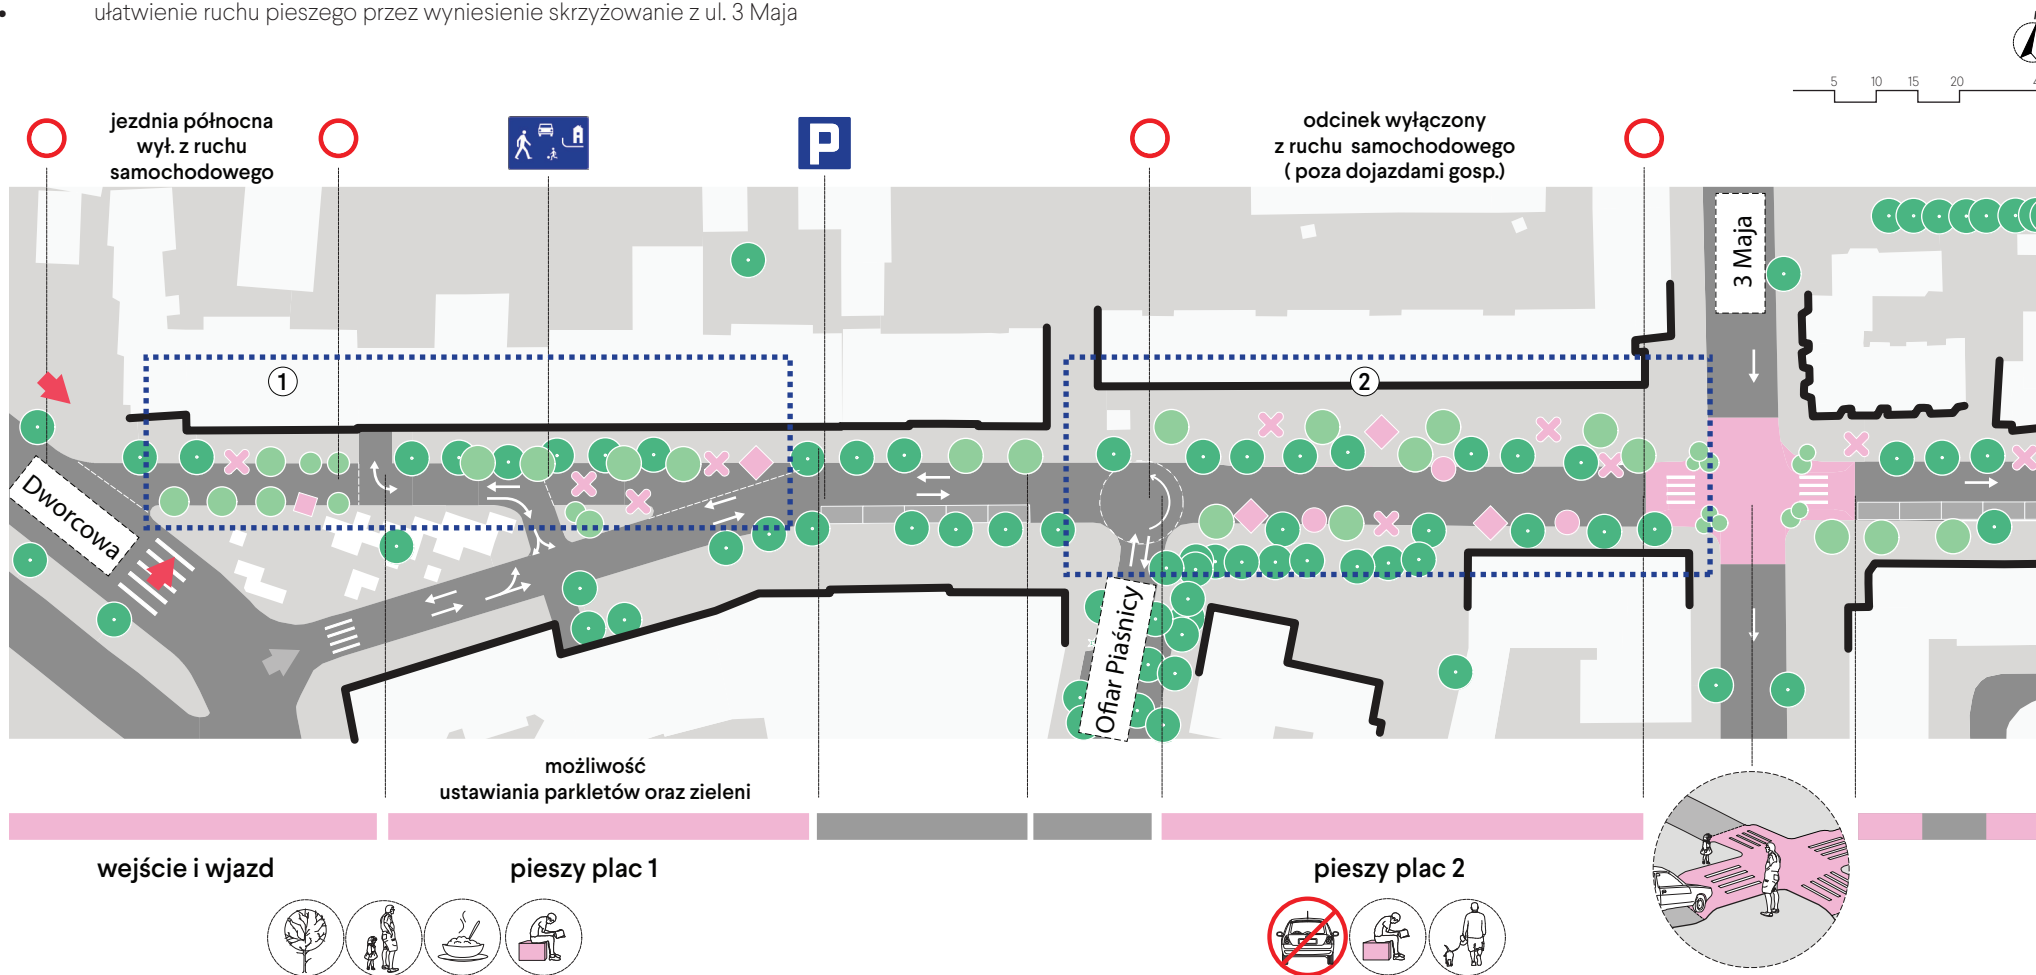 • ułatwienie ruchu pieszego przez wyniesienie skrzyżowanie z ul. 3 Maja
5 10 15 20
jezdnia północna
wył. z ruchu
samochodowego
P
odcinek wyłączony
z ruchu samochodowego
( poza dojazdami gosp.)
3 Maja
1
2
Dworcowa
Ofiar Piaśnicy
możliwość
ustawiania parkletów oraz zieleni
wejście i wjazd
pieszy plac 1
pieszy plac 2